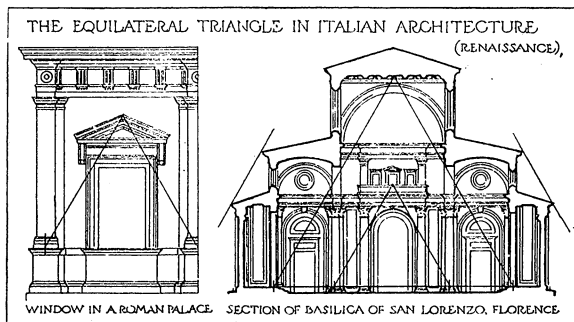 THE EQUILATERAL TRIANGLE IN ITALIAN ARCHITECTURE
(RENAISSANCE),
WINDOW IN A ROMAN PALACE
SECTION OF BASILICA OF SAN LORENZO, FLORENCE